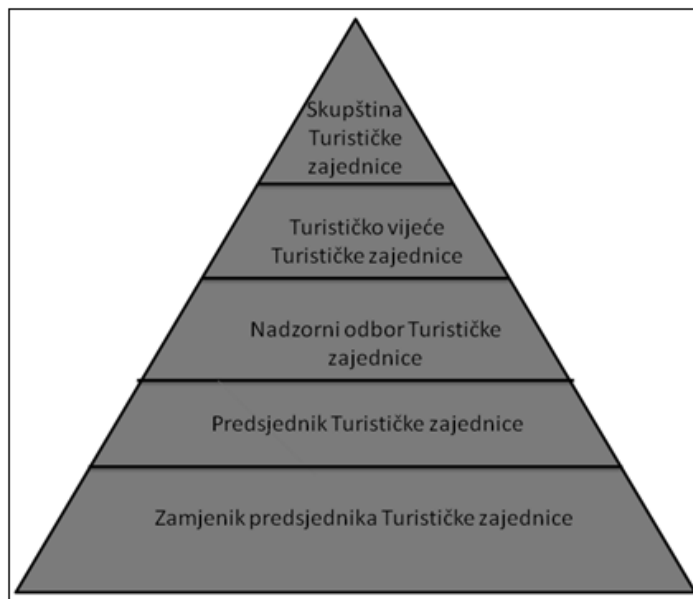 Skupština
Turističke
zajednice
Turističko vijeće
Turističke zajednice
Nadzorni odbor Turističke
zajednice
Predsjednik Turističke zajednice
Zamjenik predsjednika Turističke zajednice